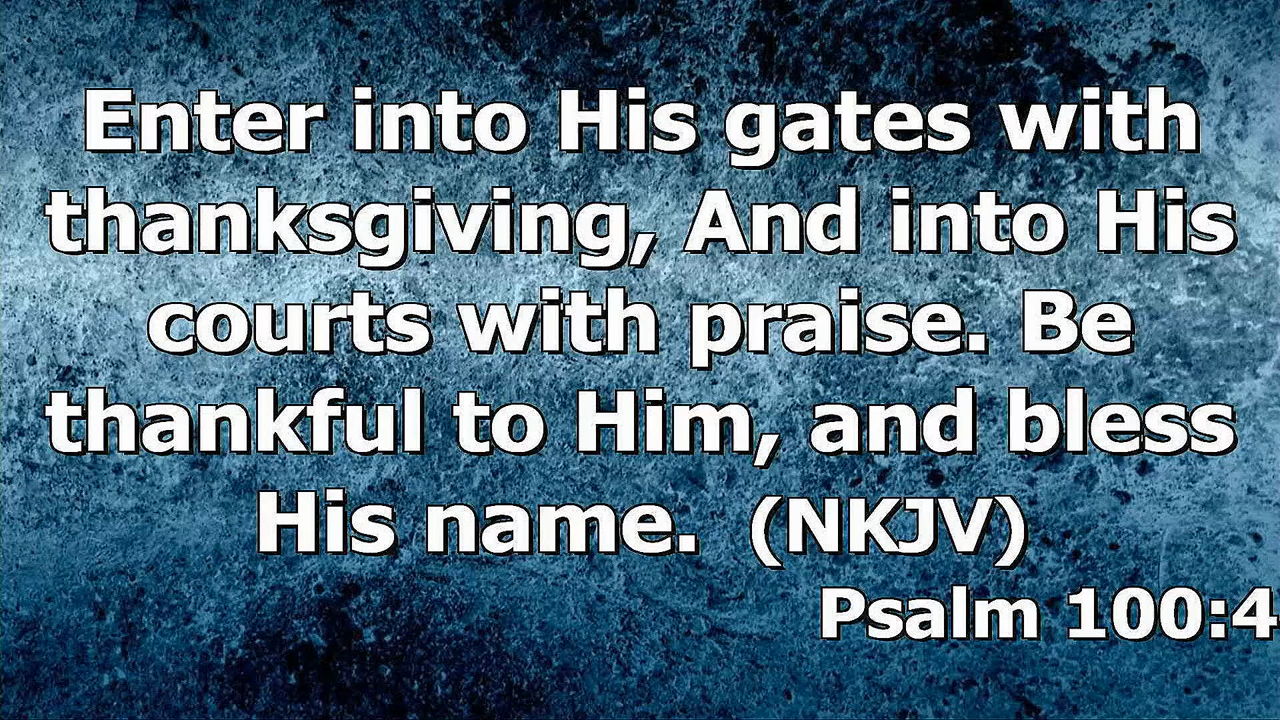 Enter into His gates with
thanksgiving, And into His
courts with praise. Be
thankful to Him, and bless
His name.  (NKJV)
Psalm 100:4